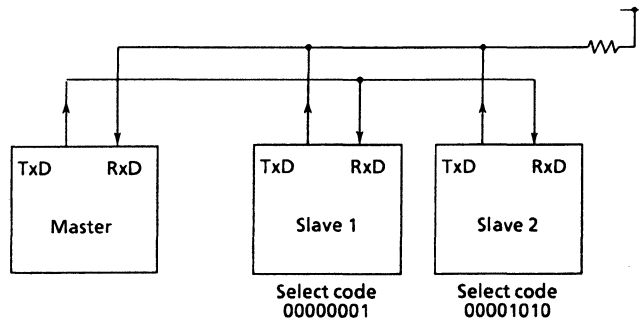 TxD RxD
Master
TxD RxD
Slave 1
Select code
00000001
TxD RxD
Slave 2
Select code
00001010